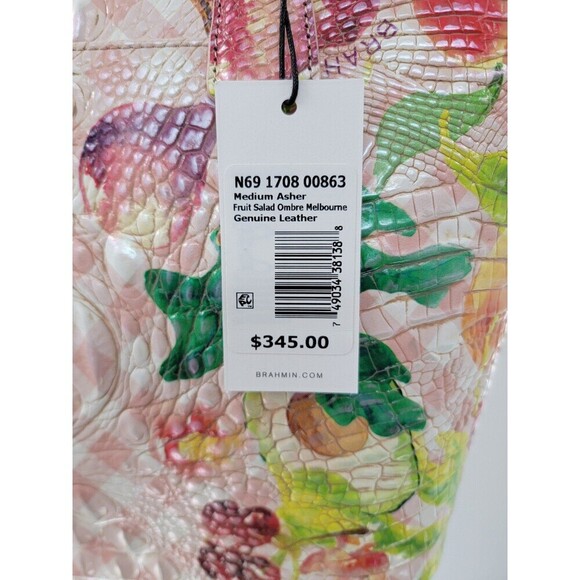 BRAH
N69 1708 00863
Medium Asher
Fruit Salad Ombre Melbourne
Genuine Leather
7 49034 38138 8
$345.00
BRAHMIN.COM